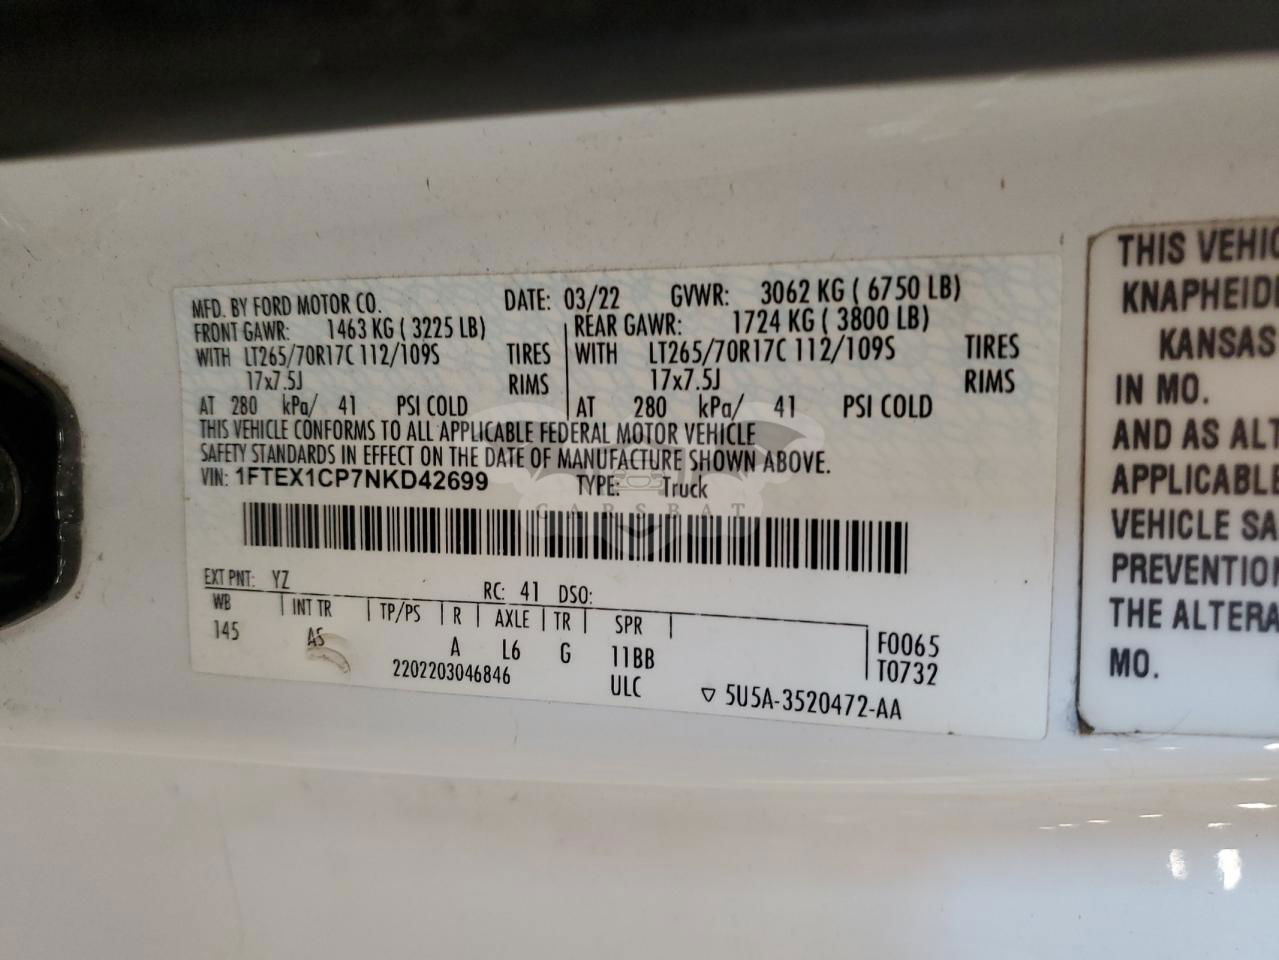 MFD. BY FORD MOTOR CO. DATE: 03/22 GVWR: 3062 KG ( 6750 LB)
FRONT GAWR: 1463 KG ( 3225 LB) REAR GAWR: 1724 KG ( 3800 LB)
WITH LT265/70R17C 112/109S TIRES WITH LT265/70R17C 112/109S TIRES
17x7.5J RIMS 17x7.5J RIMS
AT 280 kPa/ 41 PSI COLD AT 280 kPa/ 41 PSI COLD
THIS VEHICLE CONFORMS TO ALL APPLICABLE FEDERAL MOTOR VEHICLE
SAFETY STANDARDS IN EFFECT ON THE DATE OF MANUFACTURE SHOWN ABOVE.
VIN: 1FTEX1CP7NKD42699 TYPE: Truck
CARSBAT
EXT PNT: YZ RC: 41 DSO:
WB INT TR TP/PS R AXLE TR SPR
145 AS A L6 G 11BB F0065
2202203046846 ULC T0732
▽ 5U5A-3520472-AA
THIS VEHIC
KNAPHEID
KANSAS
IN MO.
AND AS ALT
APPLICABLE
VEHICLE SA
PREVENTIO
THE ALTERA
MO.